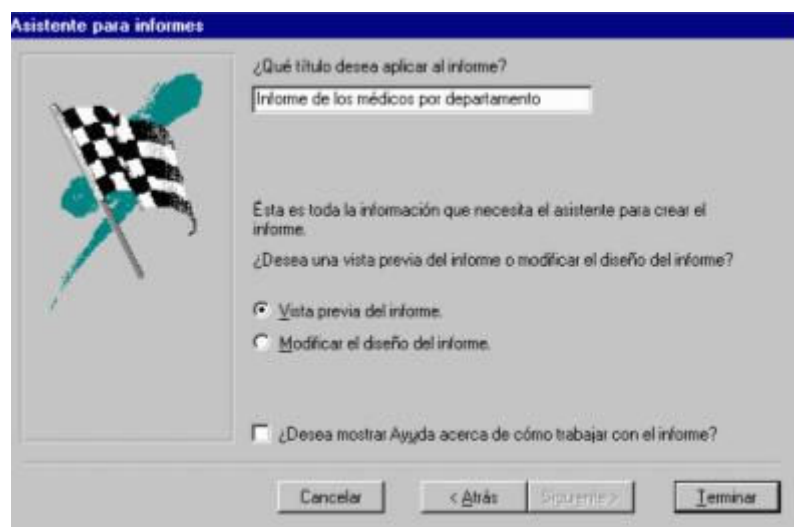 Asistente para informes
¿Qué título desea aplicar al informe?
Informe de los médicos por departamento
Ésta es toda la información que necesita el asistente para crear el
informe.
¿Desea una vista previa del informe o modificar el diseño del informe?
Vista previa del informe.
Modificar el diseño del informe.
¿Desea mostrar Ayuda acerca de cómo trabajar con el informe?
Cancelar < Atrás Siguiente > Terminar